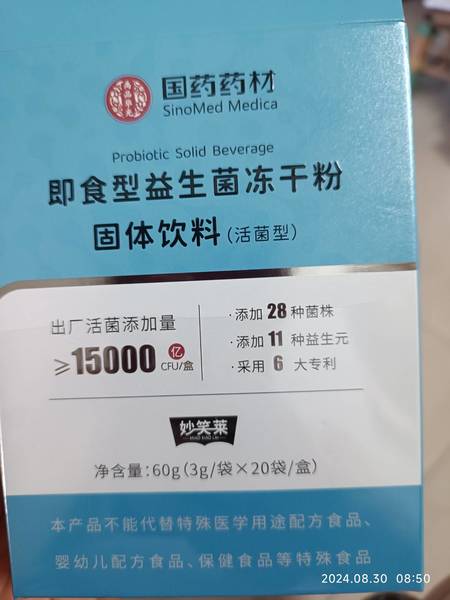 国药药材
SinoMed Medica
Probiotic Solid Beverage
即食型益生菌冻干粉
固体饮料(活菌型)
出厂活菌添加量
≥15000亿CFU/盒
·添加28种菌株
·添加11种益生元
·采用6大专利
妙笑莱
净含量:60g(3g/袋×20袋/盒)
本产品不能代替特殊医学用途配方食品、
婴幼儿配方食品、保健食品等特殊食品
2024.08.30 08:50